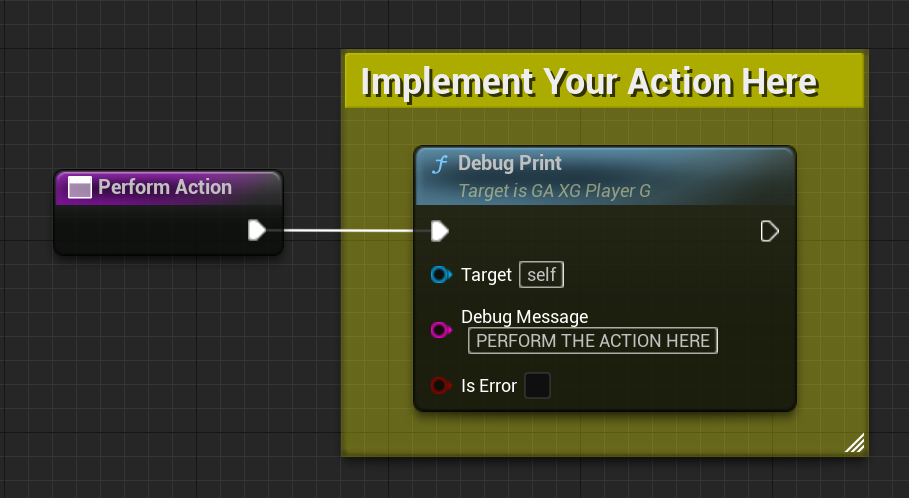 Implement Your Action Here
Perform Action
f Debug Print
Target is GA XG Player G
Target self
Debug Message
PERFORM THE ACTION HERE
Is Error